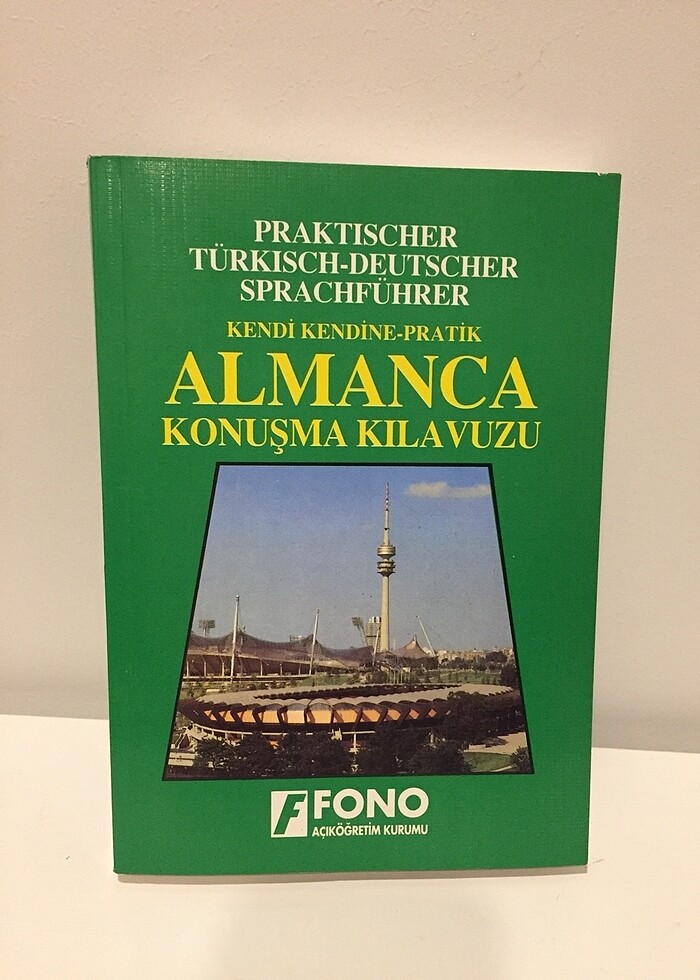 PRAKTISCHER
TÜRKISCH-DEUTSCHER
SPRACHFÜHRER
KENDİ KENDİNE-PRATİK
ALMANCA
KONUŞMA KILAVUZU
FONO
AÇIKÖĞRETİM KURUMU